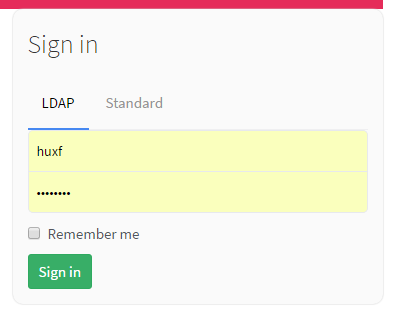 Sign in
LDAP Standard
huxf
••••••••
Remember me
Sign in